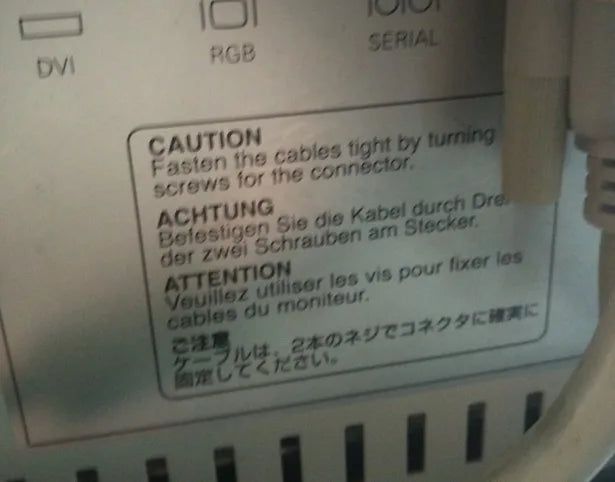 DVI
RGB
SERIAL
CAUTION
Fasten the cables tight by turning
screws for the connector.
ACHTUNG
Befestigen Sie die Kabel durch
der zwei Schrauben am Stecker.
ATTENTION
Veuillez utiliser les vis pour fixer les
cables du moniteur.
ご注意
ケーブルは、2本のネジでコネクタに確実に
固定してください。